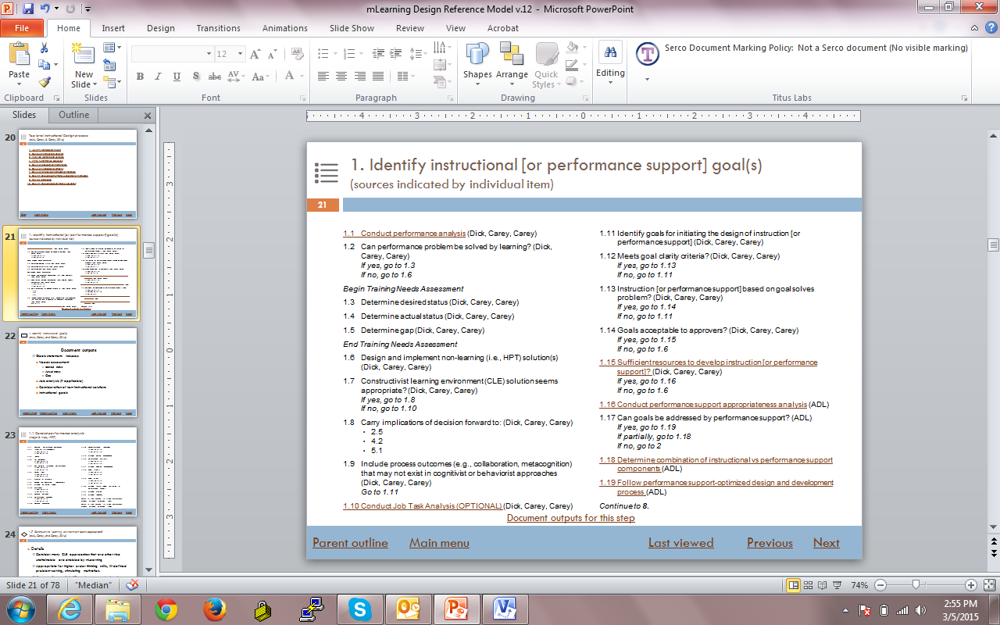 mLearning Design Reference Model v.12 - Microsoft PowerPoint
File Home Insert Design Transitions Animations Slide Show Review View Acrobat
Paste
New Slide
12
B I U S abc AV Aa A
Shapes Arrange Quick Styles
Editing
Serco Document Marking Policy: Not a Serco document (No visible marking)
Clipboard Slides Font Paragraph Drawing Titus Labs
Slides Outline
20
21
22
23
24
Document outputs
1. Identify instructional [or performance support] goal(s)
(sources indicated by individual item)
21
1.1 Conduct performance analysis (Dick, Carey, Carey)
1.2 Can performance problem be solved by learning? (Dick,
Carey, Carey)
If yes, go to 1.3
If no, go to 1.6
Begin Training Needs Assessment
1.3 Determine desired status (Dick, Carey, Carey)
1.4 Determine actual status (Dick, Carey, Carey)
1.5 Determine gap (Dick, Carey, Carey)
End Training Needs Assessment
1.6 Design and implement non-learning (i.e., HPT) solution(s)
(Dick, Carey, Carey)
1.7 Constructivist learning environment (CLE) solution seems
appropriate? (Dick, Carey, Carey)
If yes, go to 1.8
If no, go to 1.10
1.8 Carry implications of decision forward to: (Dick, Carey, Carey)
• 2.5
• 4.2
• 5.1
1.9 Include process outcomes (e.g., collaboration, metacognition)
that may not exist in cognitivist or behaviorist approaches
(Dick, Carey, Carey)
Go to 1.11
1.10 Conduct Job Task Analysis (OPTIONAL) (Dick, Carey, Carey)
1.11 Identify goals for initiating the design of instruction [or
performance support] (Dick, Carey, Carey)
1.12 Meets goal clarity criteria? (Dick, Carey, Carey)
If yes, go to 1.13
If no, go to 1.11
1.13 Instruction [or performance support] based on goal solves
problem? (Dick, Carey, Carey)
If yes, go to 1.14
If no, go to 1.11
1.14 Goals acceptable to approvers? (Dick, Carey, Carey)
If yes, go to 1.15
If no, go to 1.6
1.15 Sufficient resources to develop instruction [or performance
support]? (Dick, Carey, Carey)
If yes, go to 1.16
If no, go to 1.6
1.16 Conduct performance support appropriateness analysis (ADL)
1.17 Can goals be addressed by performance support? (ADL)
If yes, go to 1.19
If partially, go to 1.18
If no, go to 2
1.18 Determine combination of instructional vs performance support
components (ADL)
1.19 Follow performance support-optimized design and development
process (ADL)
Continue to 8.
Document outputs for this step
Parent outline Main menu Last viewed Previous Next
Slide 21 of 78 "Median" 74%
2:55 PM
3/5/2015